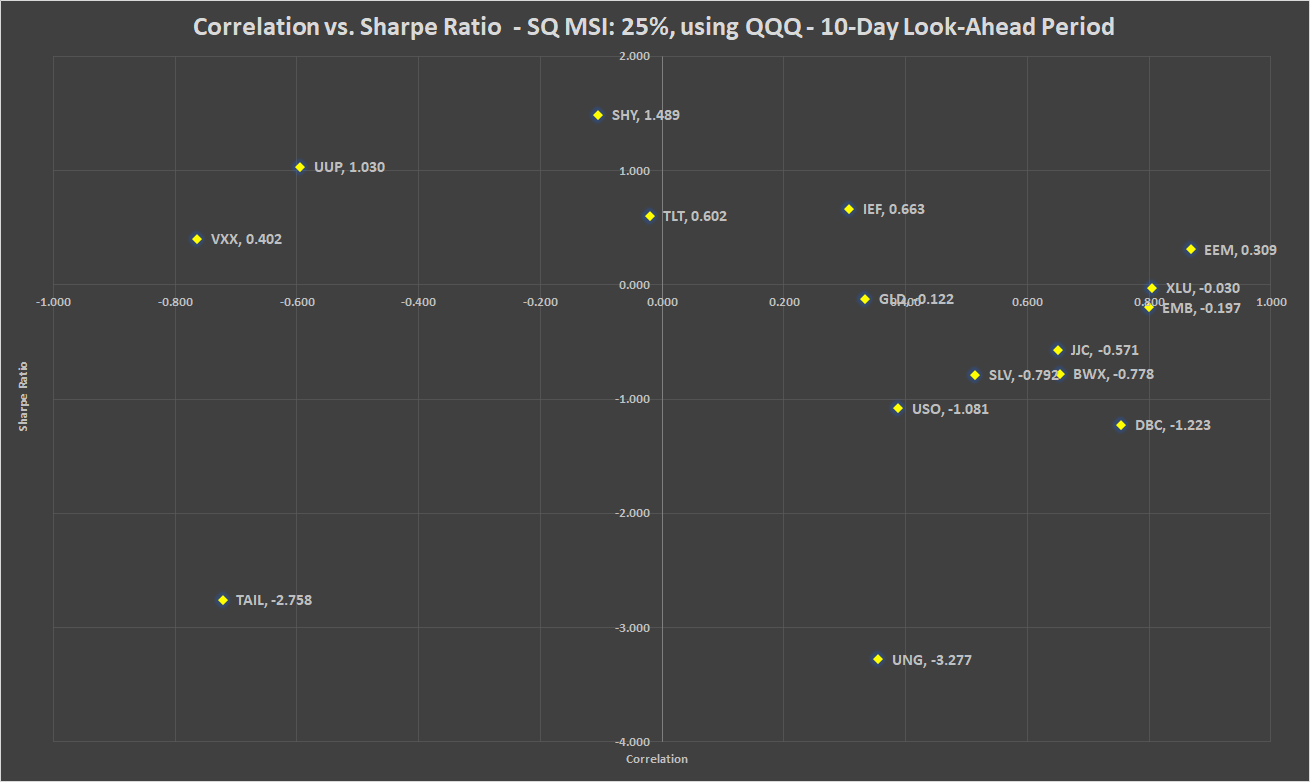 Correlation vs. Sharpe Ratio - SQ MSI: 25%, using QQQ - 10-Day Look-Ahead Period
2.000
SHY, 1.489
UUP, 1.030
1.000
IEF, 0.663
TLT, 0.602
VXX, 0.402
EEM, 0.309
0.000
XLU, -0.030
GLD, -0.122
-1.000 -0.800 -0.600 -0.400 -0.200 0.000 0.200 0.400 0.600 0.800 1.000
EMB, -0.197
JJC, -0.571
SLV, -0.792 BWX, -0.778
-1.000
USO, -1.081
DBC, -1.223
Sharpe Ratio
-2.000
TAIL, -2.758
-3.000
UNG, -3.277
-4.000
Correlation